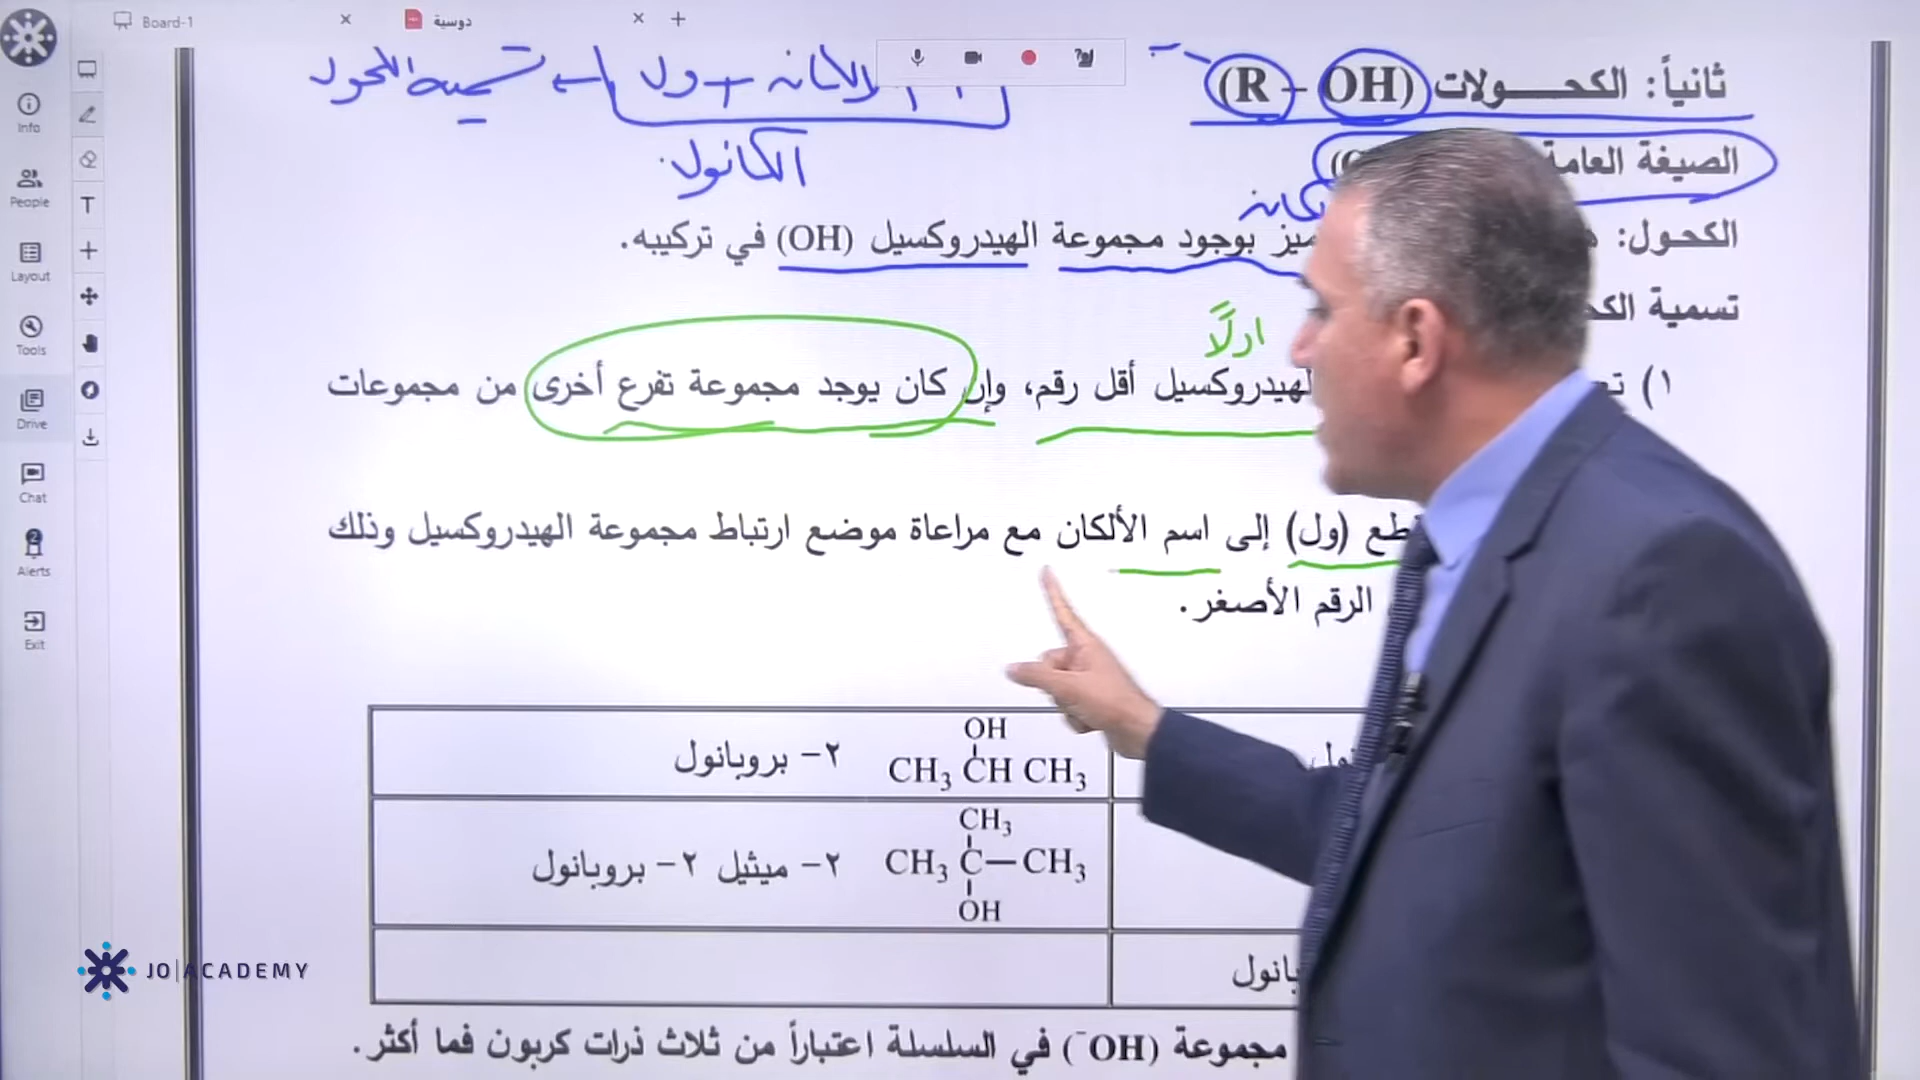 Board-1
دوسية
Info
People
Layout
Tools
Drive
Chat
2
Alerts
Exit
T
ثانياً: الكحــــولات (R – OH)
الألكانه + ول ← تسمية الكحول
الكانول
الصيغة العامة
الكحول: بوجود مجموعة الهيدروكسيل (OH) في تركيبه.
تسمية
أولاً
١) الهيدروكسيل أقل رقم، وإن كان يوجد مجموعة تفرع أخرى من مجموعات
(ول) إلى اسم الألكان مع مراعاة موضع ارتباط مجموعة الهيدروكسيل وذلك
الرقم الأصغر.
OH
CH₃ CH CH₃
٢- بروبانول
CH₃
CH₃ C—CH₃
OH
٢- ميثيل ٢- بروبانول
مجموعة (OH⁻) في السلسلة اعتباراً من ثلاث ذرات كربون فما أكثر.
JO|ACADEMY